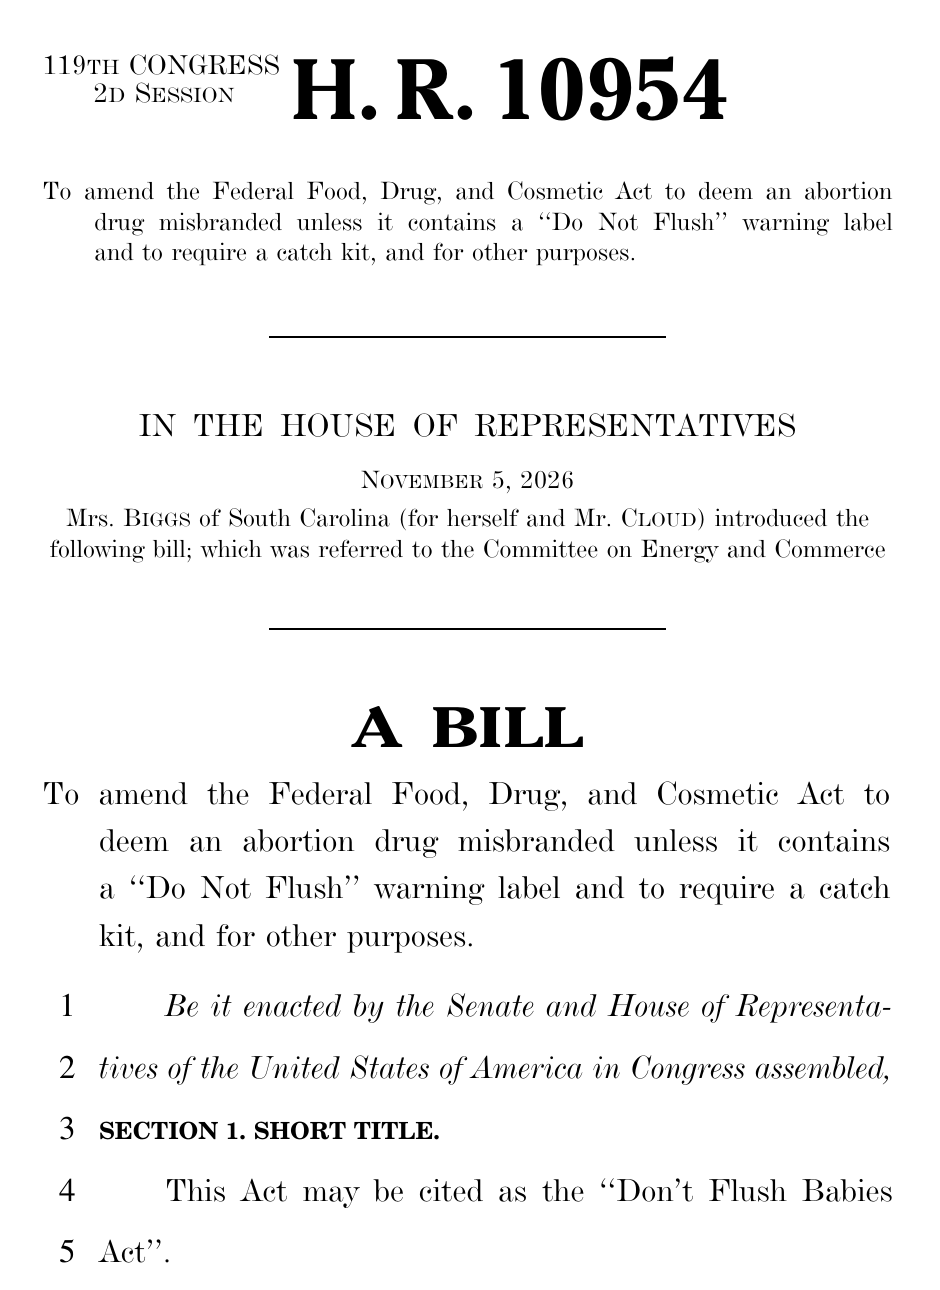 119TH CONGRESS
2D SESSION
H. R. 10954
To amend the Federal Food, Drug, and Cosmetic Act to deem an abortion
drug misbranded unless it contains a ‘‘Do Not Flush’’ warning label
and to require a catch kit, and for other purposes.
IN THE HOUSE OF REPRESENTATIVES
NOVEMBER 5, 2026
Mrs. BIGGS of South Carolina (for herself and Mr. CLOUD) introduced the
following bill; which was referred to the Committee on Energy and Commerce
A BILL
To amend the Federal Food, Drug, and Cosmetic Act to
deem an abortion drug misbranded unless it contains
a ‘‘Do Not Flush’’ warning label and to require a catch
kit, and for other purposes.
1 Be it enacted by the Senate and House of Representa-
2 tives of the United States of America in Congress assembled,
3 SECTION 1. SHORT TITLE.
4 This Act may be cited as the ‘‘Don’t Flush Babies
5 Act’’.